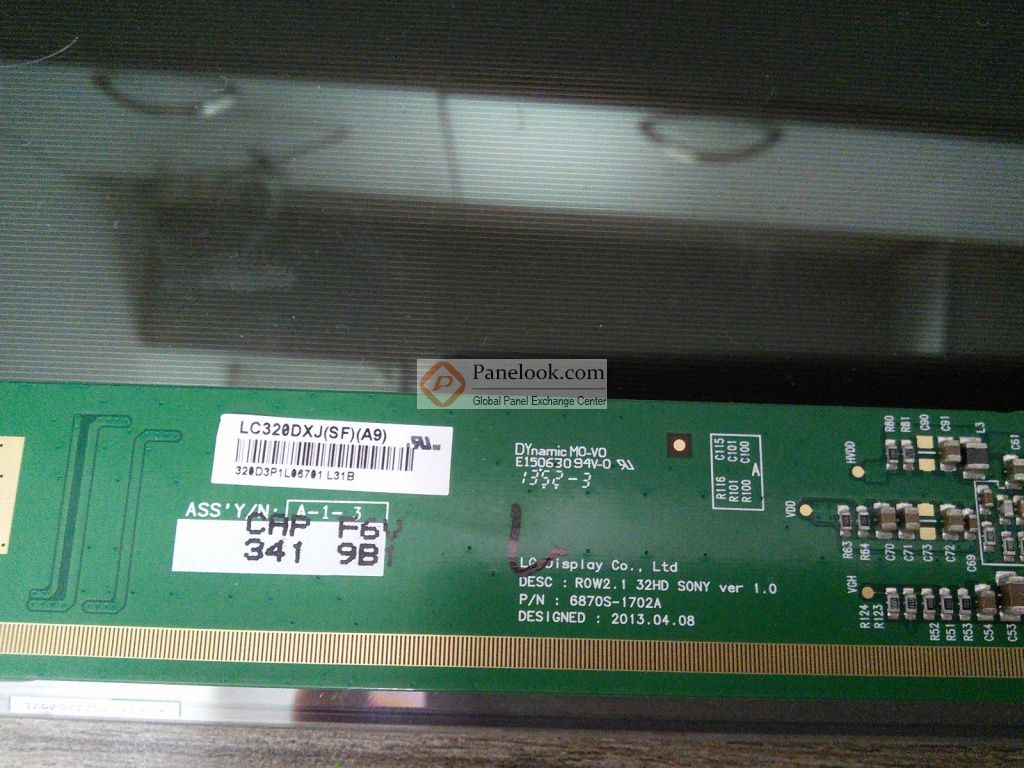 Panelook.com
Global Panel Exchange Center
LC320DXJ(SF)(A9)
320D3P1L06701 L31B
ASS'Y/N: A-1-3
CAP F6
341 9B
DYnamic MO-VO
E150630 94V-0
1352-3
C115
C101
C100
A
R116
R101
R100
LG Display Co., Ltd
DESC : ROW2.1 32HD SONY ver 1.0
P/N : 6870S-1702A
DESIGNED : 2013.04.08
R80
R81
C90
C91
L3
C61
HVDD
VDD
R63
R64
C70
C71
C73
C72
C69
VGH
R124
R123
R52
R51
R53
C54
C53